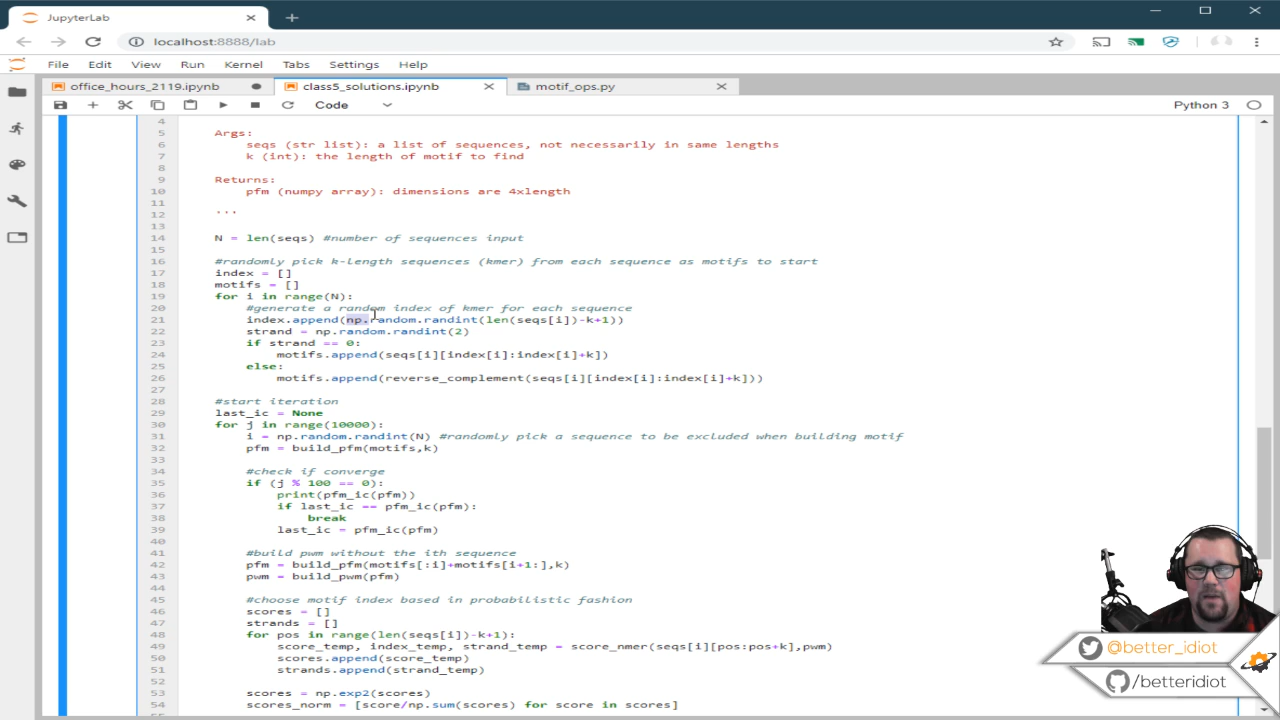 JupyterLab
localhost:8888/lab
File Edit View Run Kernel Tabs Settings Help
office_hours_2119.ipynb class5_solutions.ipynb motif_ops.py
Code Python 3
4
5 Args:
6 seqs (str list): a list of sequences, not necessarily in same lengths
7 k (int): the length of motif to find
8
9 Returns:
10 pfm (numpy array): dimensions are 4xlength
11
12 '''
13
14 N = len(seqs) #number of sequences input
15
16 #randomly pick k-length sequences (kmer) from each sequence as motifs to start
17 index = []
18 motifs = []
19 for i in range(N):
20 #generate a random index of kmer for each sequence
21 index.append(np.random.randint(len(seqs[i])-k+1))
22 strand = np.random.randint(2)
23 if strand == 0:
24 motifs.append(seqs[i][index[i]:index[i]+k])
25 else:
26 motifs.append(reverse_complement(seqs[i][index[i]:index[i]+k]))
27
28 #start iteration
29 last_ic = None
30 for j in range(10000):
31 i = np.random.randint(N) #randomly pick a sequence to be excluded when building motif
32 pfm = build_pfm(motifs,k)
33
34 #check if converge
35 if (j % 100 == 0):
36 print(pfm_ic(pfm))
37 if last_ic == pfm_ic(pfm):
38 break
39 last_ic = pfm_ic(pfm)
40
41 #build pwm without the ith sequence
42 pfm = build_pfm(motifs[:i]+motifs[i+1:],k)
43 pwm = build_pwm(pfm)
44
45 #choose motif index based in probabilistic fashion
46 scores = []
47 strands = []
48 for pos in range(len(seqs[i])-k+1):
49 score_temp, index_temp, strand_temp = score_nmer(seqs[i][pos:pos+k],pwm)
50 scores.append(score_temp)
51 strands.append(strand_temp)
52
53 scores = np.exp2(scores)
54 scores_norm = [score/np.sum(scores) for score in scores]
@better_idiot
/betteridiot